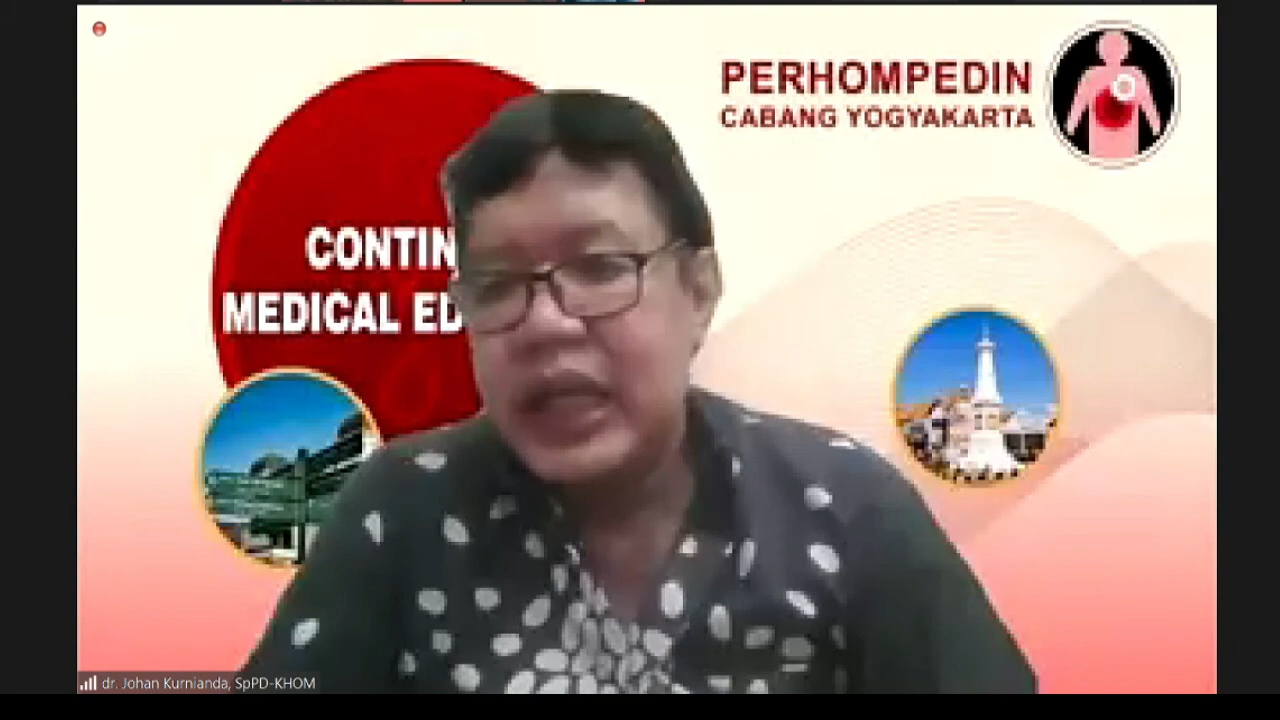 PERHOMPEDIN
CABANG YOGYAKARTA
CONTIN
MEDICAL ED
dr. Johan Kurnianda, SpPD-KHOM